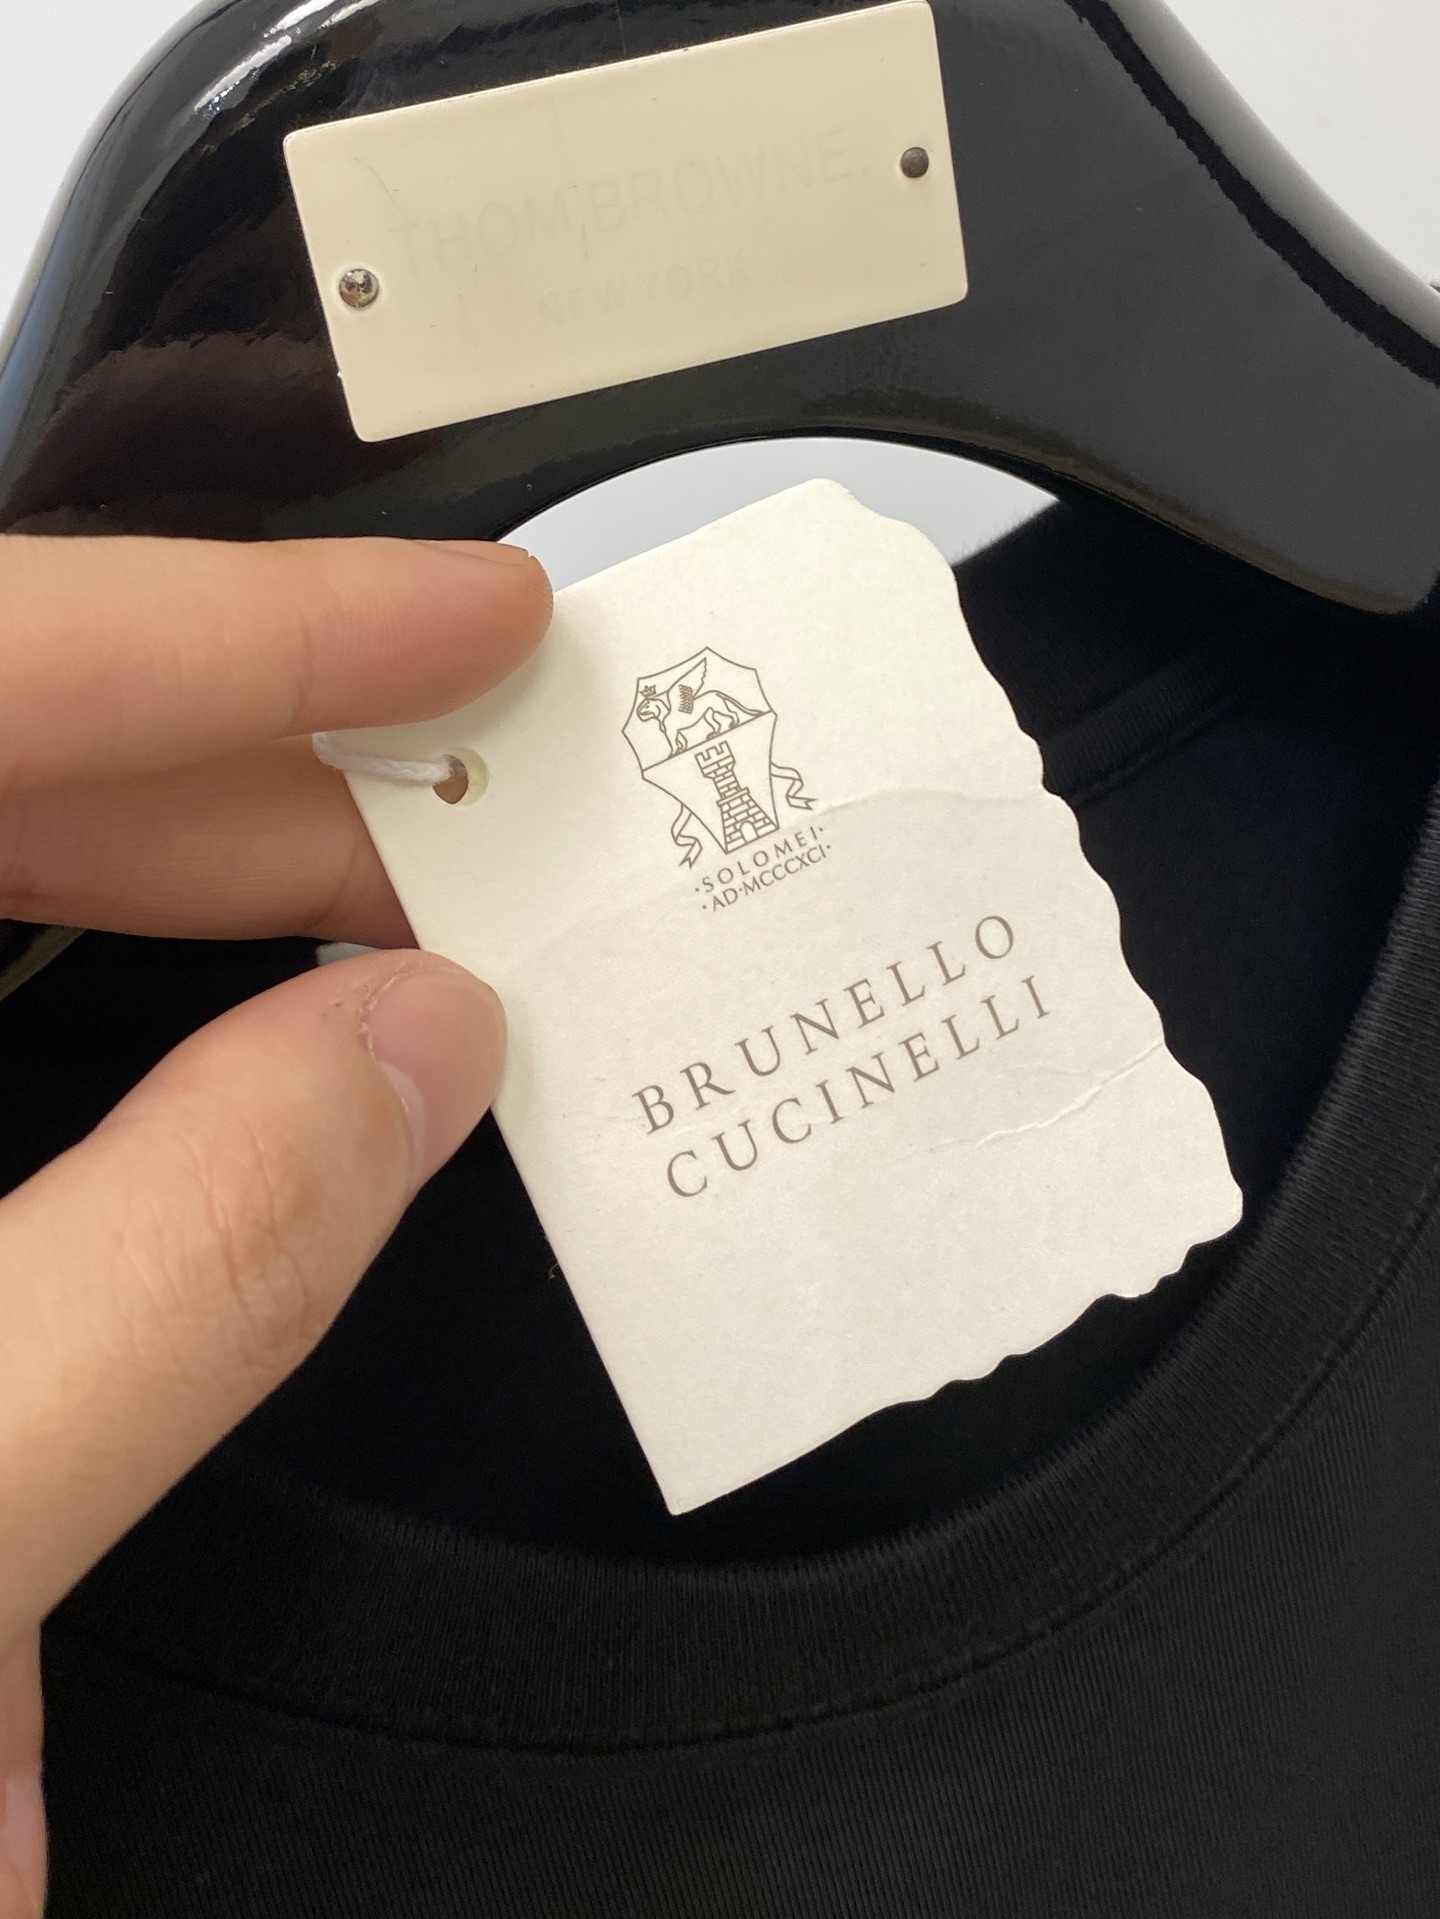 THOM BROWNE.
NEW YORK
·SOLOMEI·
·AD·MCCCXCI·
BRUNELLO
CUCINELLI